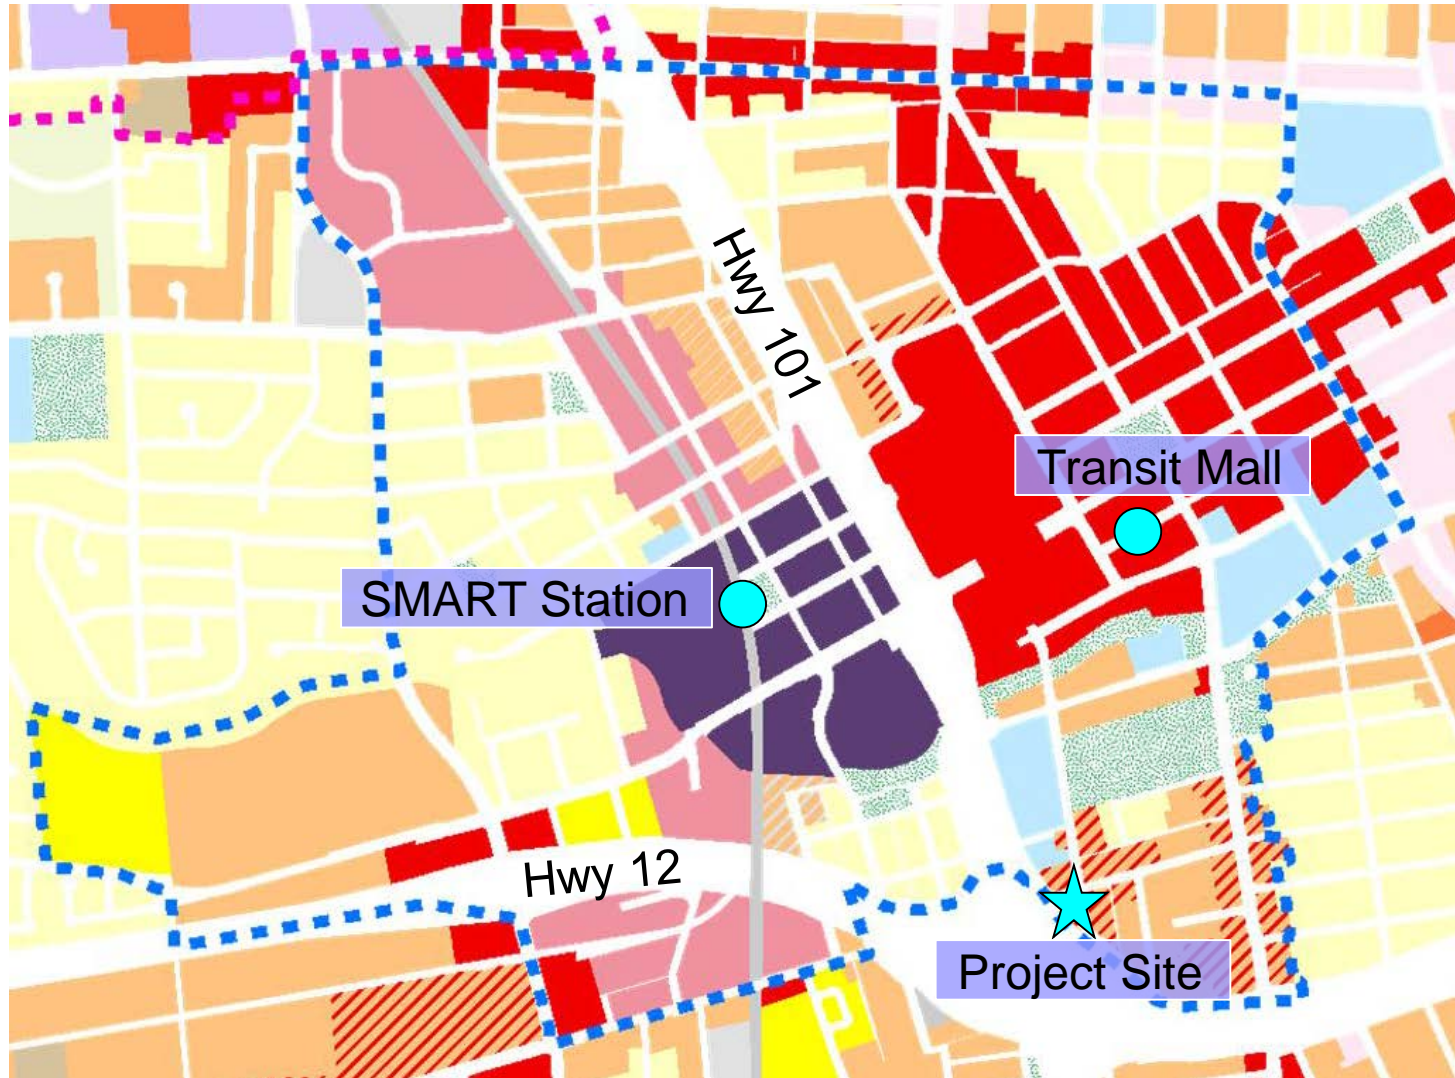 Hwy 101
Transit Mall
SMART Station
Hwy 12
Project Site